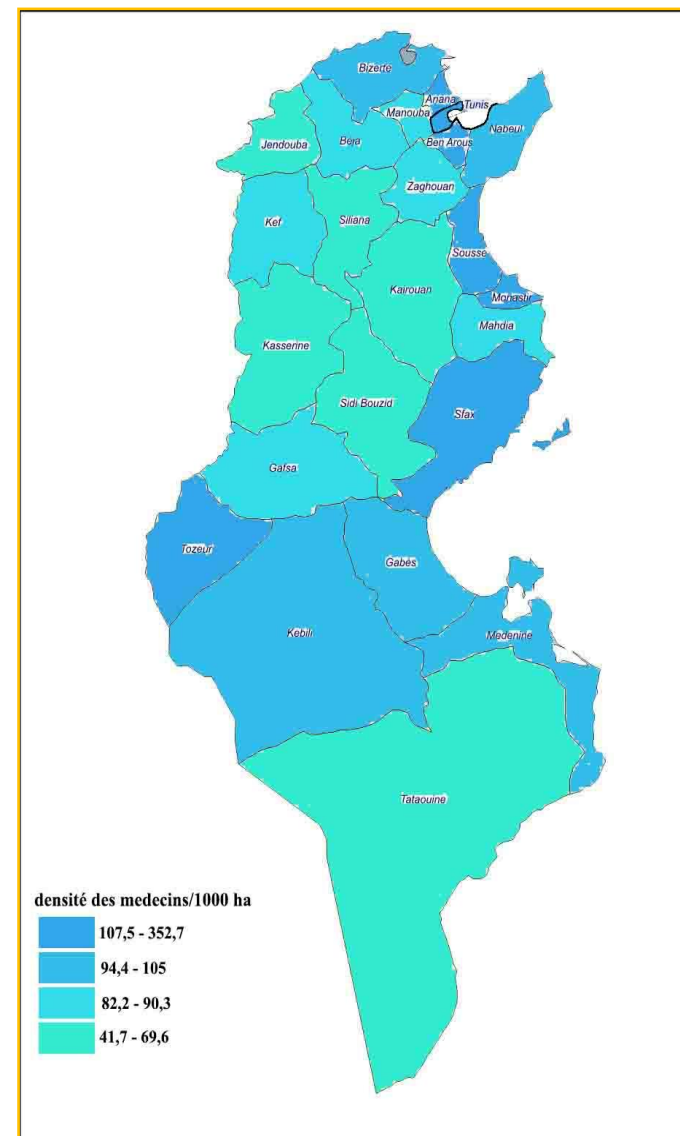 Bizerte
Ariana
Tunis
Manouba
Nabeul
Ben Arous
Jendouba
Beja
Zaghouan
Kef
Siliana
Sousse
Kairouan
Monastir
Mahdia
Kasserine
Sidi Bouzid
Sfax
Gafsa
Tozeur
Gabès
Kebili
Medenine
Tataouine
densité des medecins/1000 ha
107,5 - 352,7
94,4 - 105
82,2 - 90,3
41,7 - 69,6